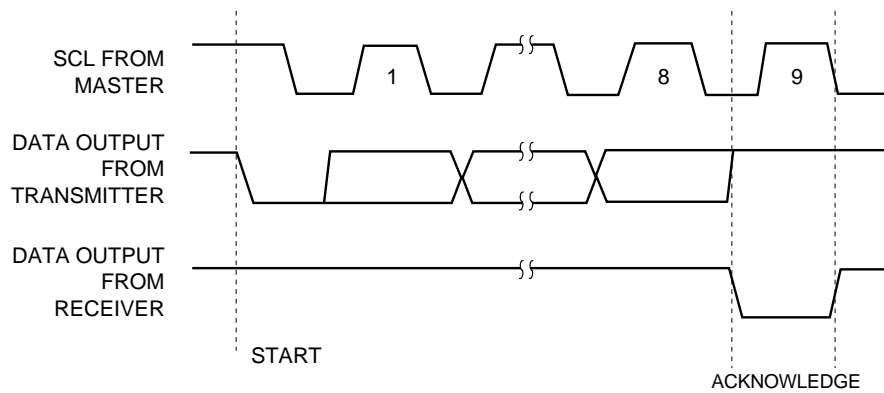 SCL FROM
MASTER
1
8
9
DATA OUTPUT
FROM
TRANSMITTER
DATA OUTPUT
FROM
RECEIVER
START
ACKNOWLEDGE